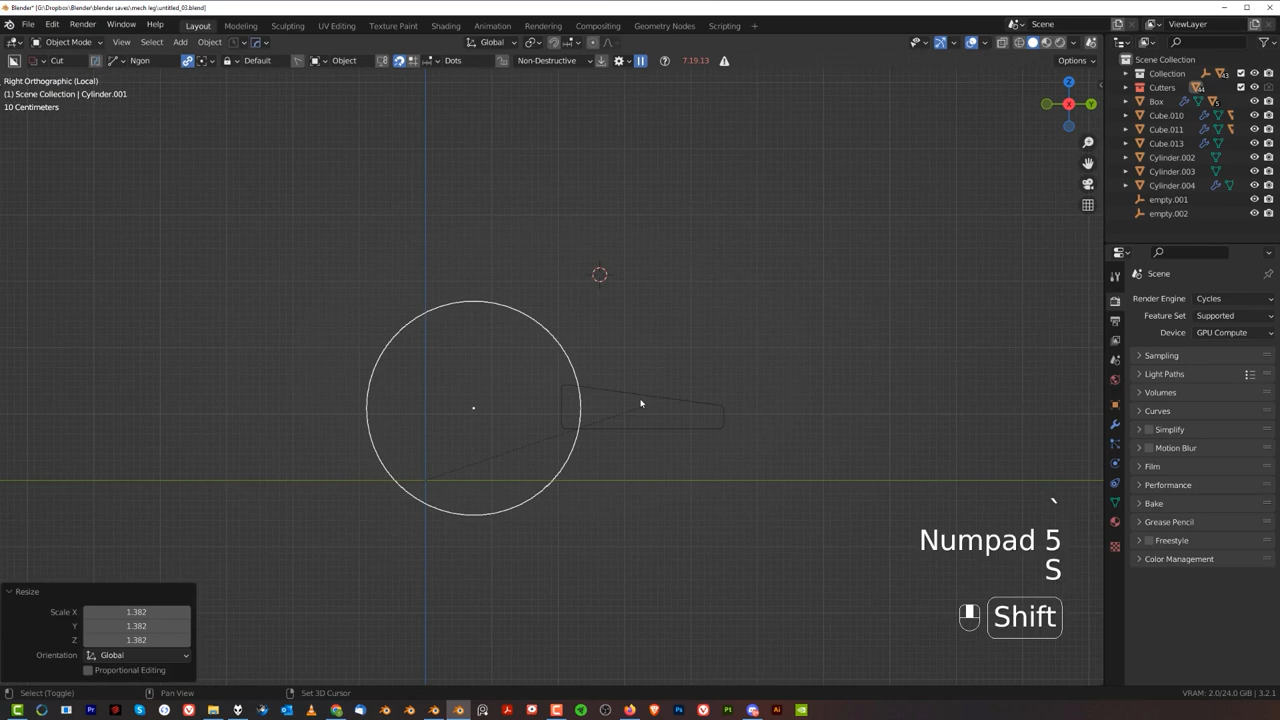 Blender* [G:\Dropbox\Blender\blender saves\mech leg\untitled_03.blend]
File Edit Render Window Help Layout Modeling Sculpting UV Editing Texture Paint Shading Animation Rendering Compositing Geometry Nodes Scripting Scene ViewLayer
Object Mode View Select Add Object Global
Cut Ngon Default Object Dots Non-Destructive 7.19.13 Options
Right Orthographic (Local)
(1) Scene Collection | Cylinder.001
10 Centimeters
Z
X
Y
Scene Collection
Collection 43
Cutters 44
Box 5
Cube.010
Cube.011
Cube.013
Cylinder.002
Cylinder.003
Cylinder.004
empty.001
empty.002
Scene
Render Engine Cycles
Feature Set Supported
Device GPU Compute
Sampling
Light Paths
Volumes
Curves
Simplify
Motion Blur
Film
Performance
Bake
Grease Pencil
Freestyle
Color Management
`
Numpad 5
S
Shift
Resize
Scale X 1.382
Y 1.382
Z 1.382
Orientation Global
Proportional Editing
Select (Toggle) Pan View Set 3D Cursor VRAM: 2.0/24.0 GiB | 3.2.1